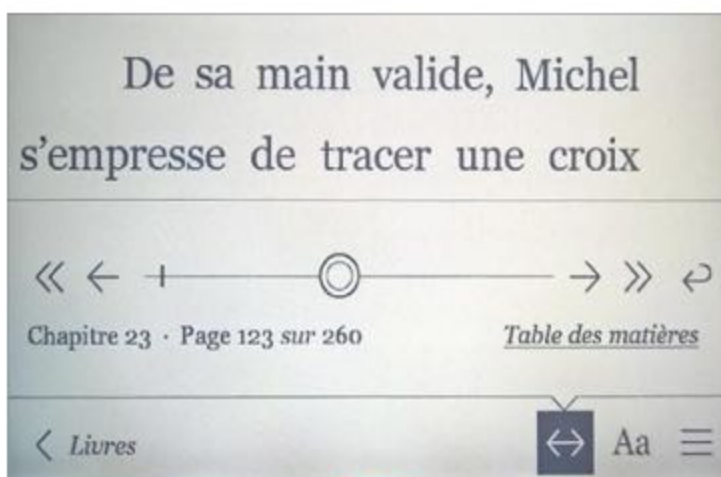 De sa main valide, Michel
s'empresse de tracer une croix
Chapitre 23 · Page 123 sur 260
Table des matières
Livres
Aa